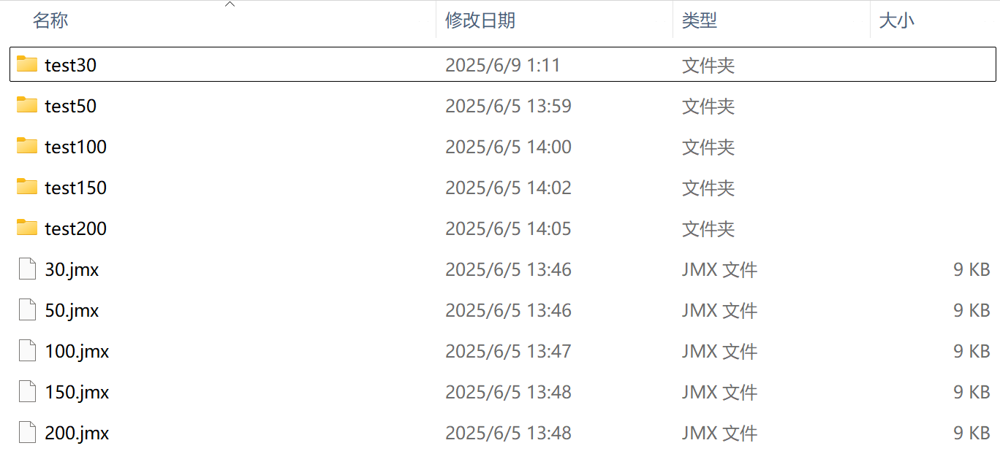 名称 修改日期 类型 大小
test30 2025/6/9 1:11 文件夹
test50 2025/6/5 13:59 文件夹
test100 2025/6/5 14:00 文件夹
test150 2025/6/5 14:02 文件夹
test200 2025/6/5 14:05 文件夹
30.jmx 2025/6/5 13:46 JMX 文件 9 KB
50.jmx 2025/6/5 13:46 JMX 文件 9 KB
100.jmx 2025/6/5 13:47 JMX 文件 9 KB
150.jmx 2025/6/5 13:48 JMX 文件 9 KB
200.jmx 2025/6/5 13:48 JMX 文件 9 KB